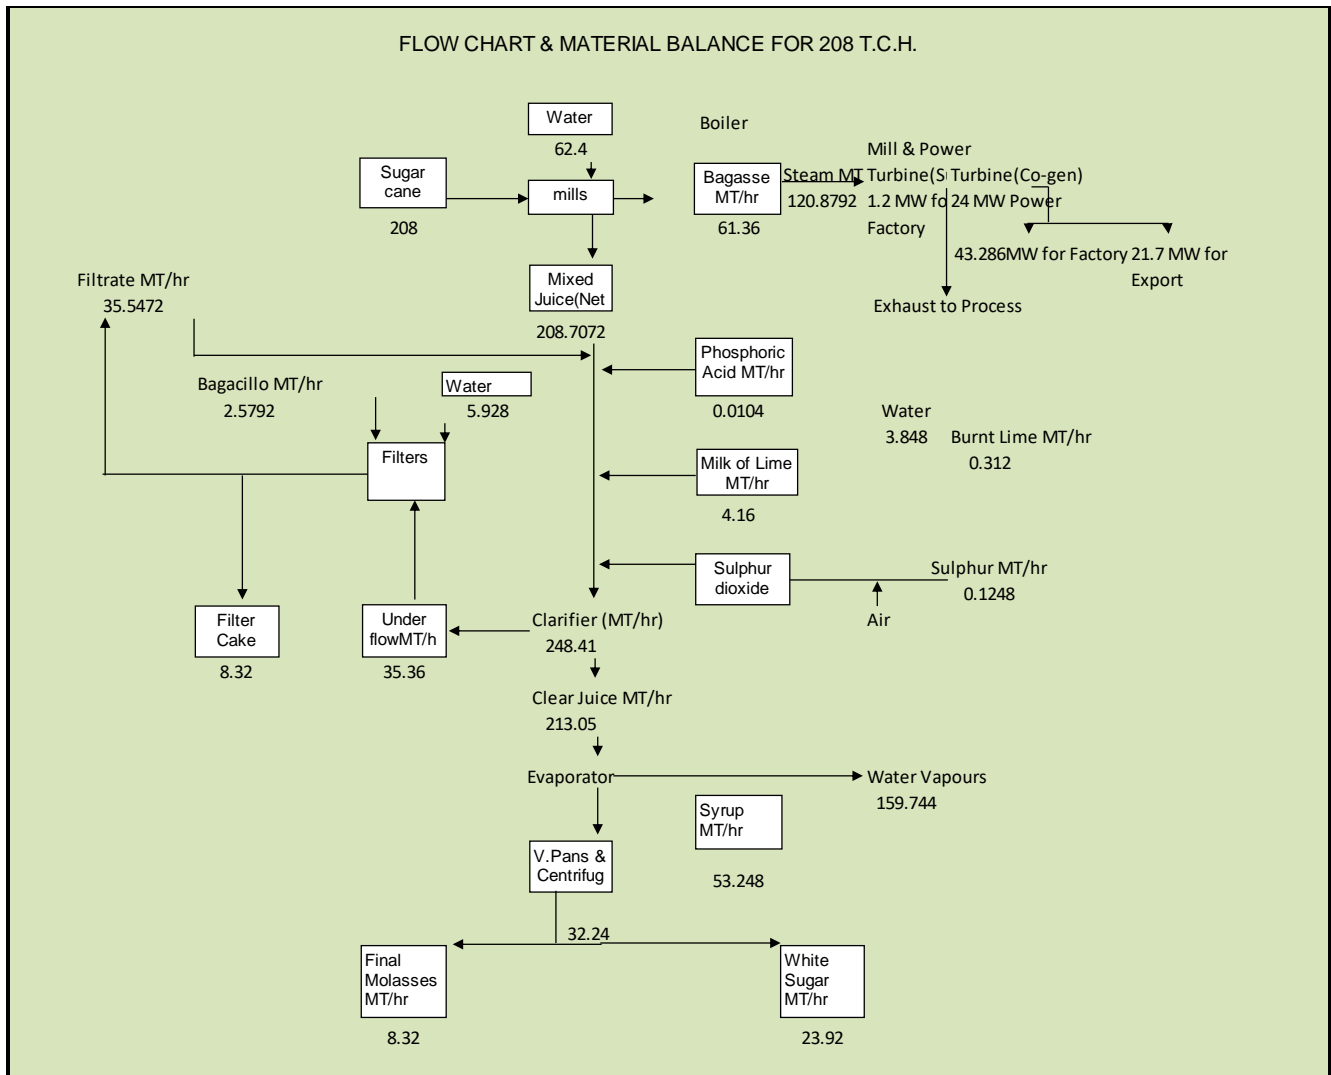 FLOW CHART & MATERIAL BALANCE FOR 208 T.C.H.
Water
62.4
Boiler
Sugar
cane
208
mills
Bagasse
MT/hr
61.36
Steam MT
120.8792
Mill & Power
Turbine(S
1.2 MW fo
Factory
Turbine(Co-gen)
24 MW Power
43.286MW for Factory
21.7 MW for
Export
Exhaust to Process
Mixed
Juice(Net
208.7072
Filtrate MT/hr
35.5472
Phosphoric
Acid MT/hr
0.0104
Bagacillo MT/hr
2.5792
Water
5.928
Water
3.848
Burnt Lime MT/hr
0.312
Filters
Milk of Lime
MT/hr
4.16
Sulphur
dioxide
Sulphur MT/hr
0.1248
Air
Filter
Cake
8.32
Under
flowMT/h
35.36
Clarifier (MT/hr)
248.41
Clear Juice MT/hr
213.05
Evaporator
Water Vapours
159.744
Syrup
MT/hr
53.248
V.Pans &
Centrifug
32.24
Final
Molasses
MT/hr
8.32
White
Sugar
MT/hr
23.92